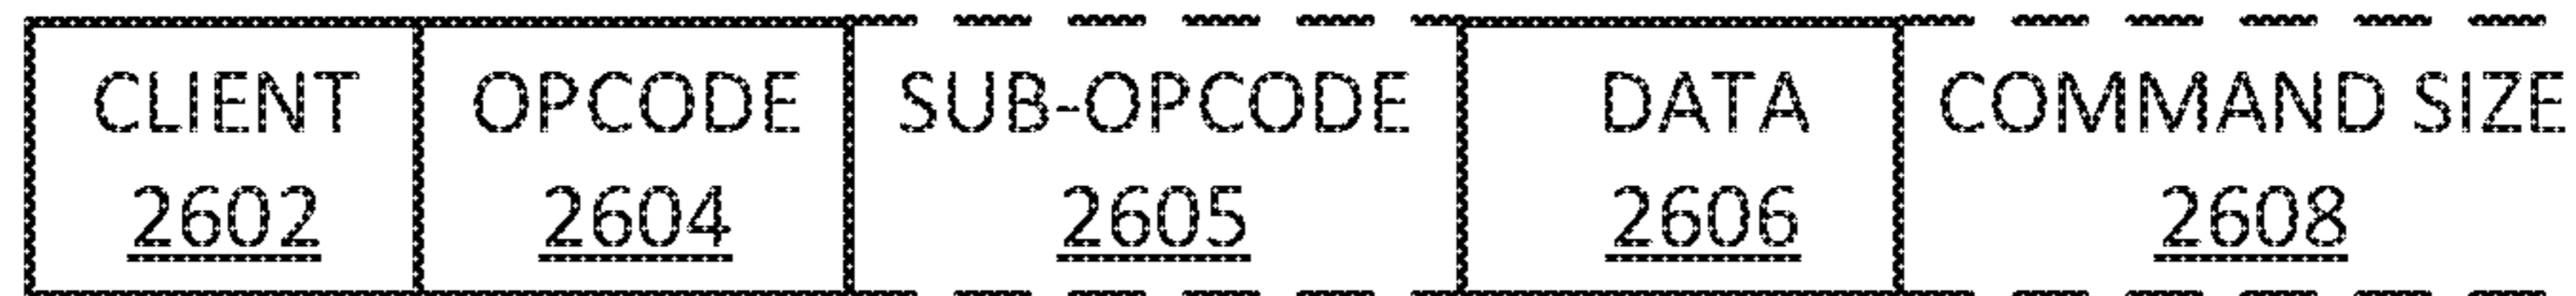 CLIENT OPCODE SUB-OPCODE DATA COMMAND SIZE
2602 2604 2605 2606 2608